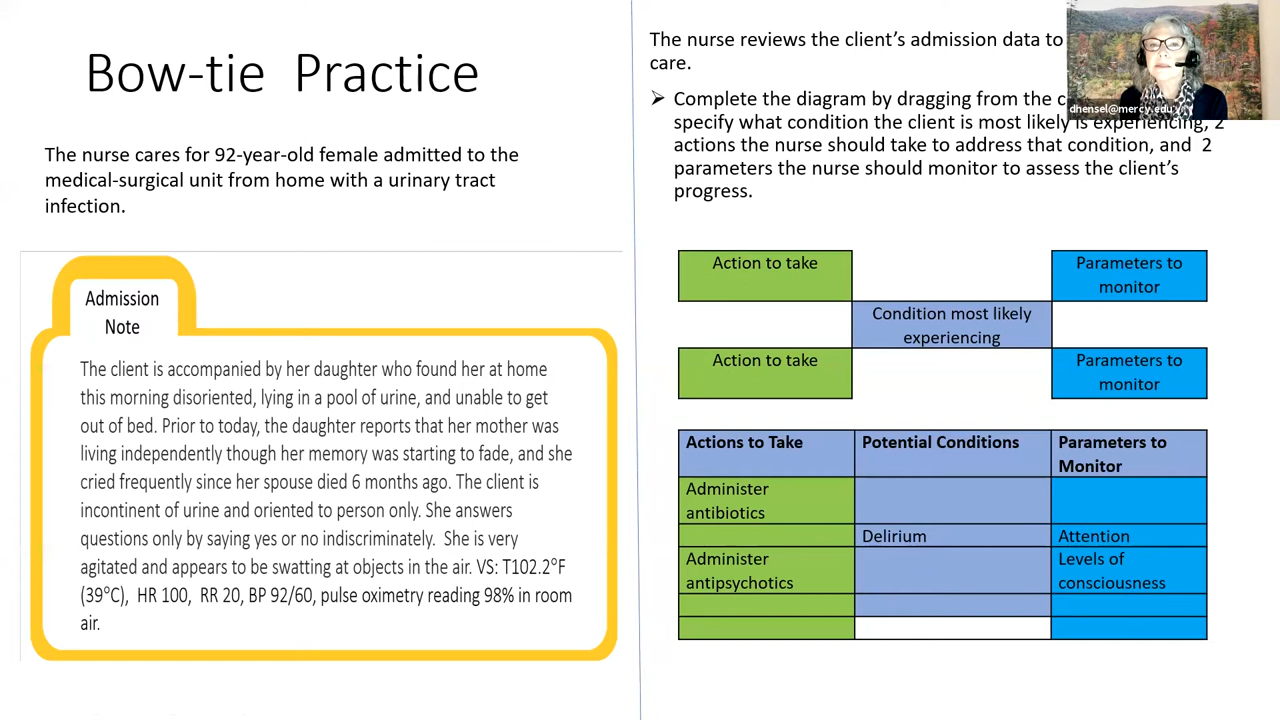 Bow-tie Practice
The nurse cares for 92-year-old female admitted to the
medical-surgical unit from home with a urinary tract
infection.
Admission
Note
The client is accompanied by her daughter who found her at home
this morning disoriented, lying in a pool of urine, and unable to get
out of bed. Prior to today, the daughter reports that her mother was
living independently though her memory was starting to fade, and she
cried frequently since her spouse died 6 months ago. The client is
incontinent of urine and oriented to person only. She answers
questions only by saying yes or no indiscriminately. She is very
agitated and appears to be swatting at objects in the air. VS: T102.2°F
(39°C), HR 100, RR 20, BP 92/60, pulse oximetry reading 98% in room
air.
The nurse reviews the client's admission data to
care.
➢ Complete the diagram by dragging from the
specify what condition the client is most likely is experiencing, 2
actions the nurse should take to address that condition, and 2
parameters the nurse should monitor to assess the client's
progress.
dhensel@mercy.edu
Action to take
Parameters to
monitor
Condition most likely
experiencing
Action to take
Parameters to
monitor
Actions to Take
Potential Conditions
Parameters to
Monitor
Administer
antibiotics
Delirium
Attention
Administer
antipsychotics
Levels of
consciousness